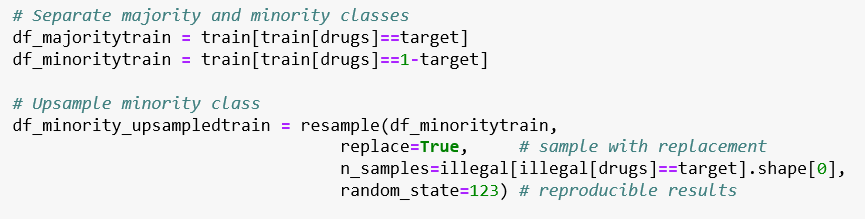 # Separate majority and minority classes
df_majoritytrain = train[train[drugs]==target]
df_minoritytrain = train[train[drugs]==1-target]
# Upsample minority class
df_minority_upsampledtrain = resample(df_minoritytrain,
replace=True, # sample with replacement
n_samples=illegal[illegal[drugs]==target].shape[0],
random_state=123) # reproducible results